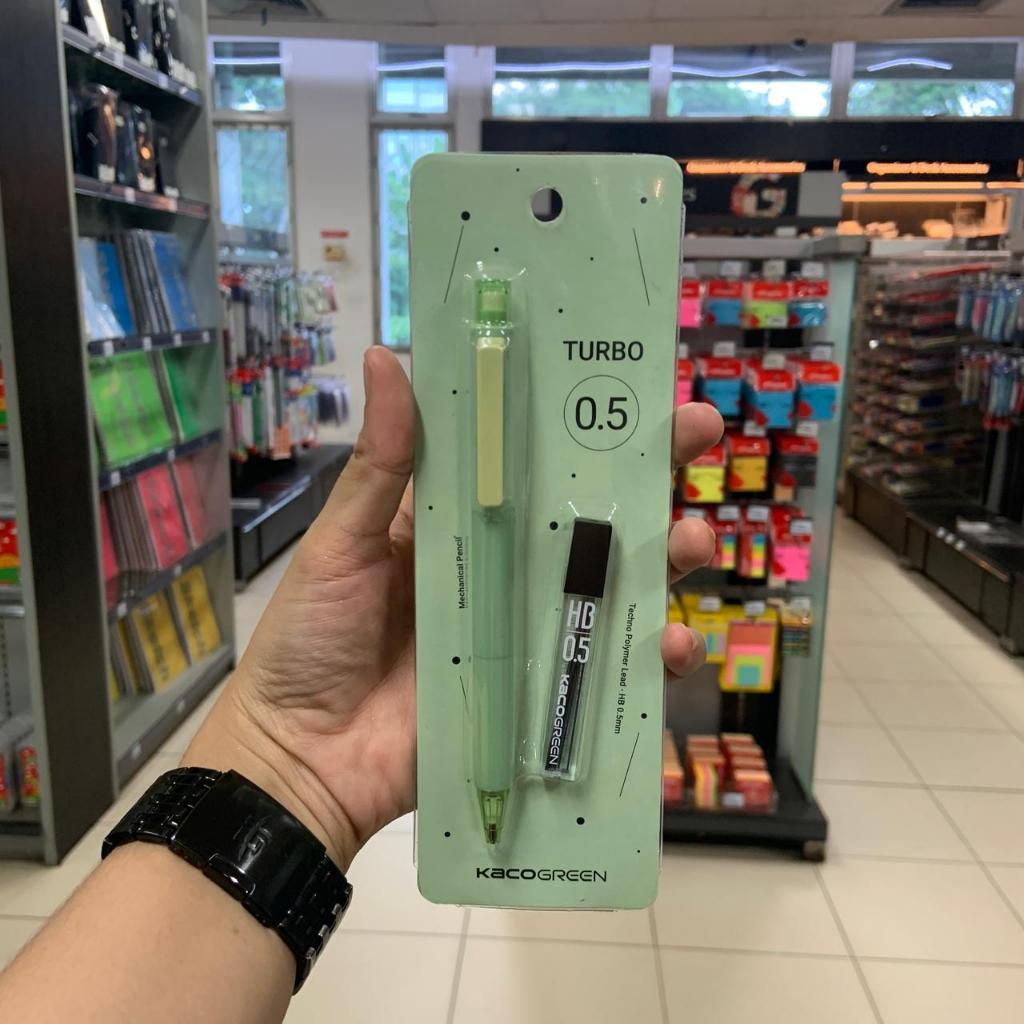 TURBO
0.5
Mechanical Pencil
HB
0.5
KACOGREEN
Techno Polymer Lead · HB 0.5mm
KACOGREEN